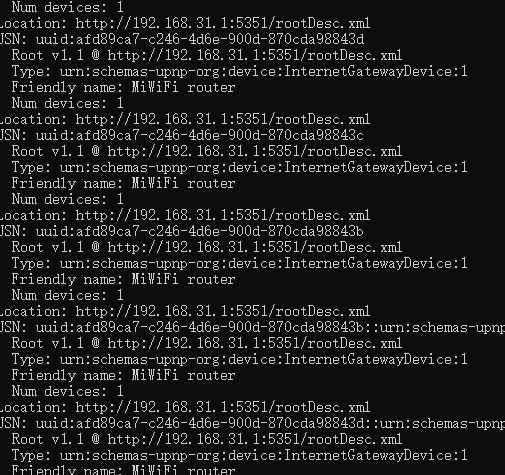 Num devices: 1
Location: http://192.168.31.1:5351/rootDesc.xml
USN: uuid:afd89ca7-c246-4d6e-900d-870cda98843d
Root v1.1 @ http://192.168.31.1:5351/rootDesc.xml
Type: urn:schemas-upnp-org:device:InternetGatewayDevice:1
Friendly name: MiWiFi router
Num devices: 1
USN: uuid:afd89ca7-c246-4d6e-900d-870cda98843c
Root v1.1 @ http://192.168.31.1:5351/rootDesc.xml
Type: urn:schemas-upnp-org:device:InternetGatewayDevice:1
Friendly name: MiWiFi router
Num devices: 1
Location: http://192.168.31.1:5351/rootDesc.xml
USN: uuid:afd89ca7-c246-4d6e-900d-870cda98843b
Root v1.1 @ http://192.168.31.1:5351/rootDesc.xml
Type: urn:schemas-upnp-org:device:InternetGatewayDevice:1
Friendly name: MiWiFi router
Num devices: 1
Location: http://192.168.31.1:5351/rootDesc.xml
USN: uuid:afd89ca7-c246-4d6e-900d-870cda98843b::urn:schemas-upnp
Root v1.1 @ http://192.168.31.1:5351/rootDesc.xml
Type: urn:schemas-upnp-org:device:InternetGatewayDevice:1
Friendly name: MiWiFi router
Num devices: 1
Location: http://192.168.31.1:5351/rootDesc.xml
USN: uuid:afd89ca7-c246-4d6e-900d-870cda98843d::urn:schemas-upnp
Root v1.1 @ http://192.168.31.1:5351/rootDesc.xml
Type: urn:schemas-upnp-org:device:InternetGatewayDevice:1
Friendly name: MiWiFi router